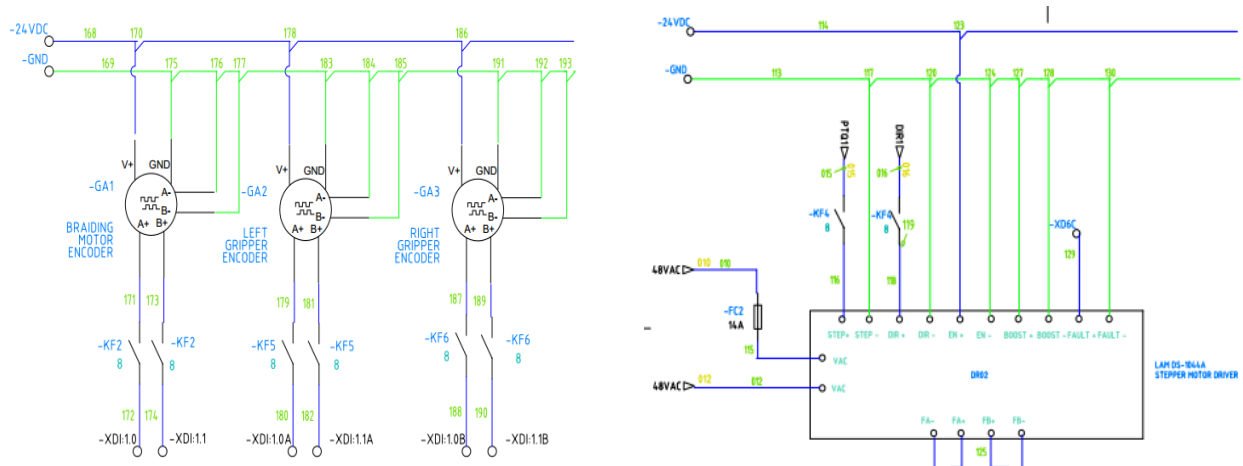 -24VDC
168
170
178
186
-GND
169
175
176
177
183
184
185
191
192
193
V+
GND
-GA1
A-
B-
A+
B+
BRAIDING
MOTOR
ENCODER
V+
GND
-GA2
A-
B-
A+
B+
LEFT
GRIPPER
ENCODER
V+
GND
-GA3
A-
B-
A+
B+
RIGHT
GRIPPER
ENCODER
171
173
179
181
187
189
-KF2
8
-KF2
8
-KF5
8
-KF5
8
-KF6
8
-KF6
8
172
174
180
182
188
190
-XDI:1.0
-XDI:1.1
-XDI:1.0A
-XDI:1.1A
-XDI:1.0B
-XDI:1.1B
-24VDC
114
123
-GND
113
117
120
124
127
128
130
PTO1
DIR1
015
015
016
016
-KF4
8
-KF4
8
119
-XD6C
129
116
118
48VAC
010
010
-FC2
14A
115
48VAC
012
012
STEP+
STEP -
DIR +
DIR -
EN +
EN -
BOOST +
BOOST -
FAULT +
FAULT -
VAC
VAC
DR02
LAM DS-1044A
STEPPER MOTOR DRIVER
FA-
FA+
FB+
FB-
125